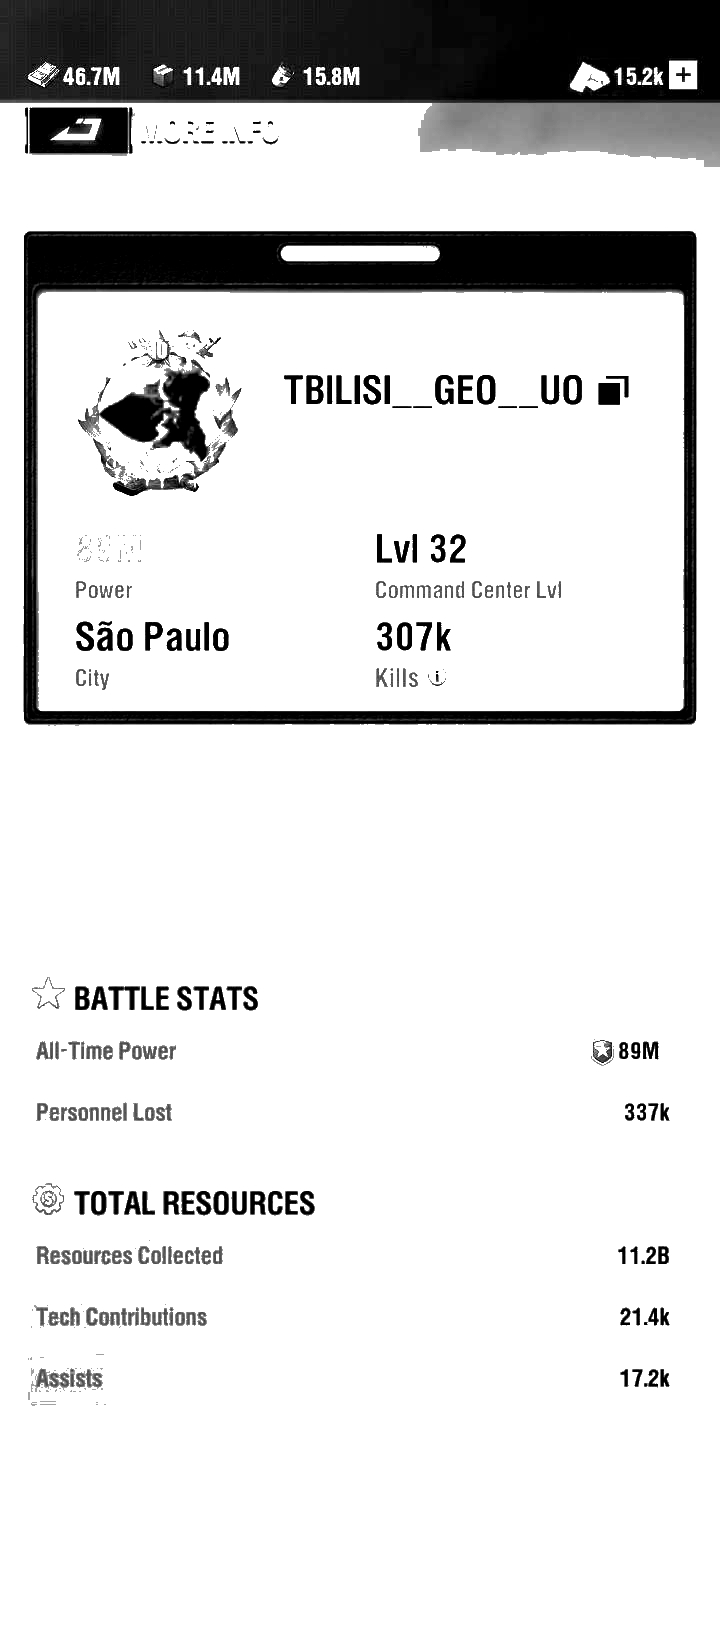 46.7M 11.4M 15.8M 15.2k +
MORE INFO
TBILISI__GEO__UO
89M Lvl 32
Power Command Center Lvl
São Paulo 307k
City Kills
BATTLE STATS
All-Time Power 89M
Personnel Lost 337k
TOTAL RESOURCES
Resources Collected 11.2B
Tech Contributions 21.4k
Assists 17.2k